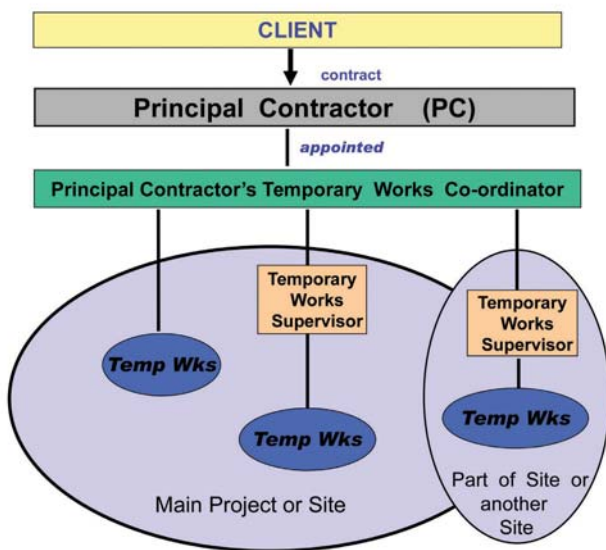 CLIENT
contract
Principal Contractor (PC)
appointed
Principal Contractor's Temporary Works Co-ordinator
Temporary
Works
Supervisor
Temp Wks
Temp Wks
Main Project or Site
Temporary
Works
Supervisor
Temp Wks
Part of Site or
another
Site